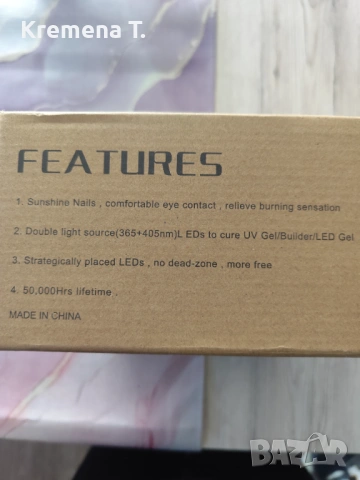 Kremena T.
FEATURES
1. Sunshine Nails , comfortable eye contact , relieve burning sensation
2. Double light source(365+405nm)L EDs to cure UV Gel/Builder/LED Gel
3. Strategically placed LEDs , no dead-zone , more free
4. 50,000Hrs lifetime .
MADE IN CHINA
BAZAR
bg